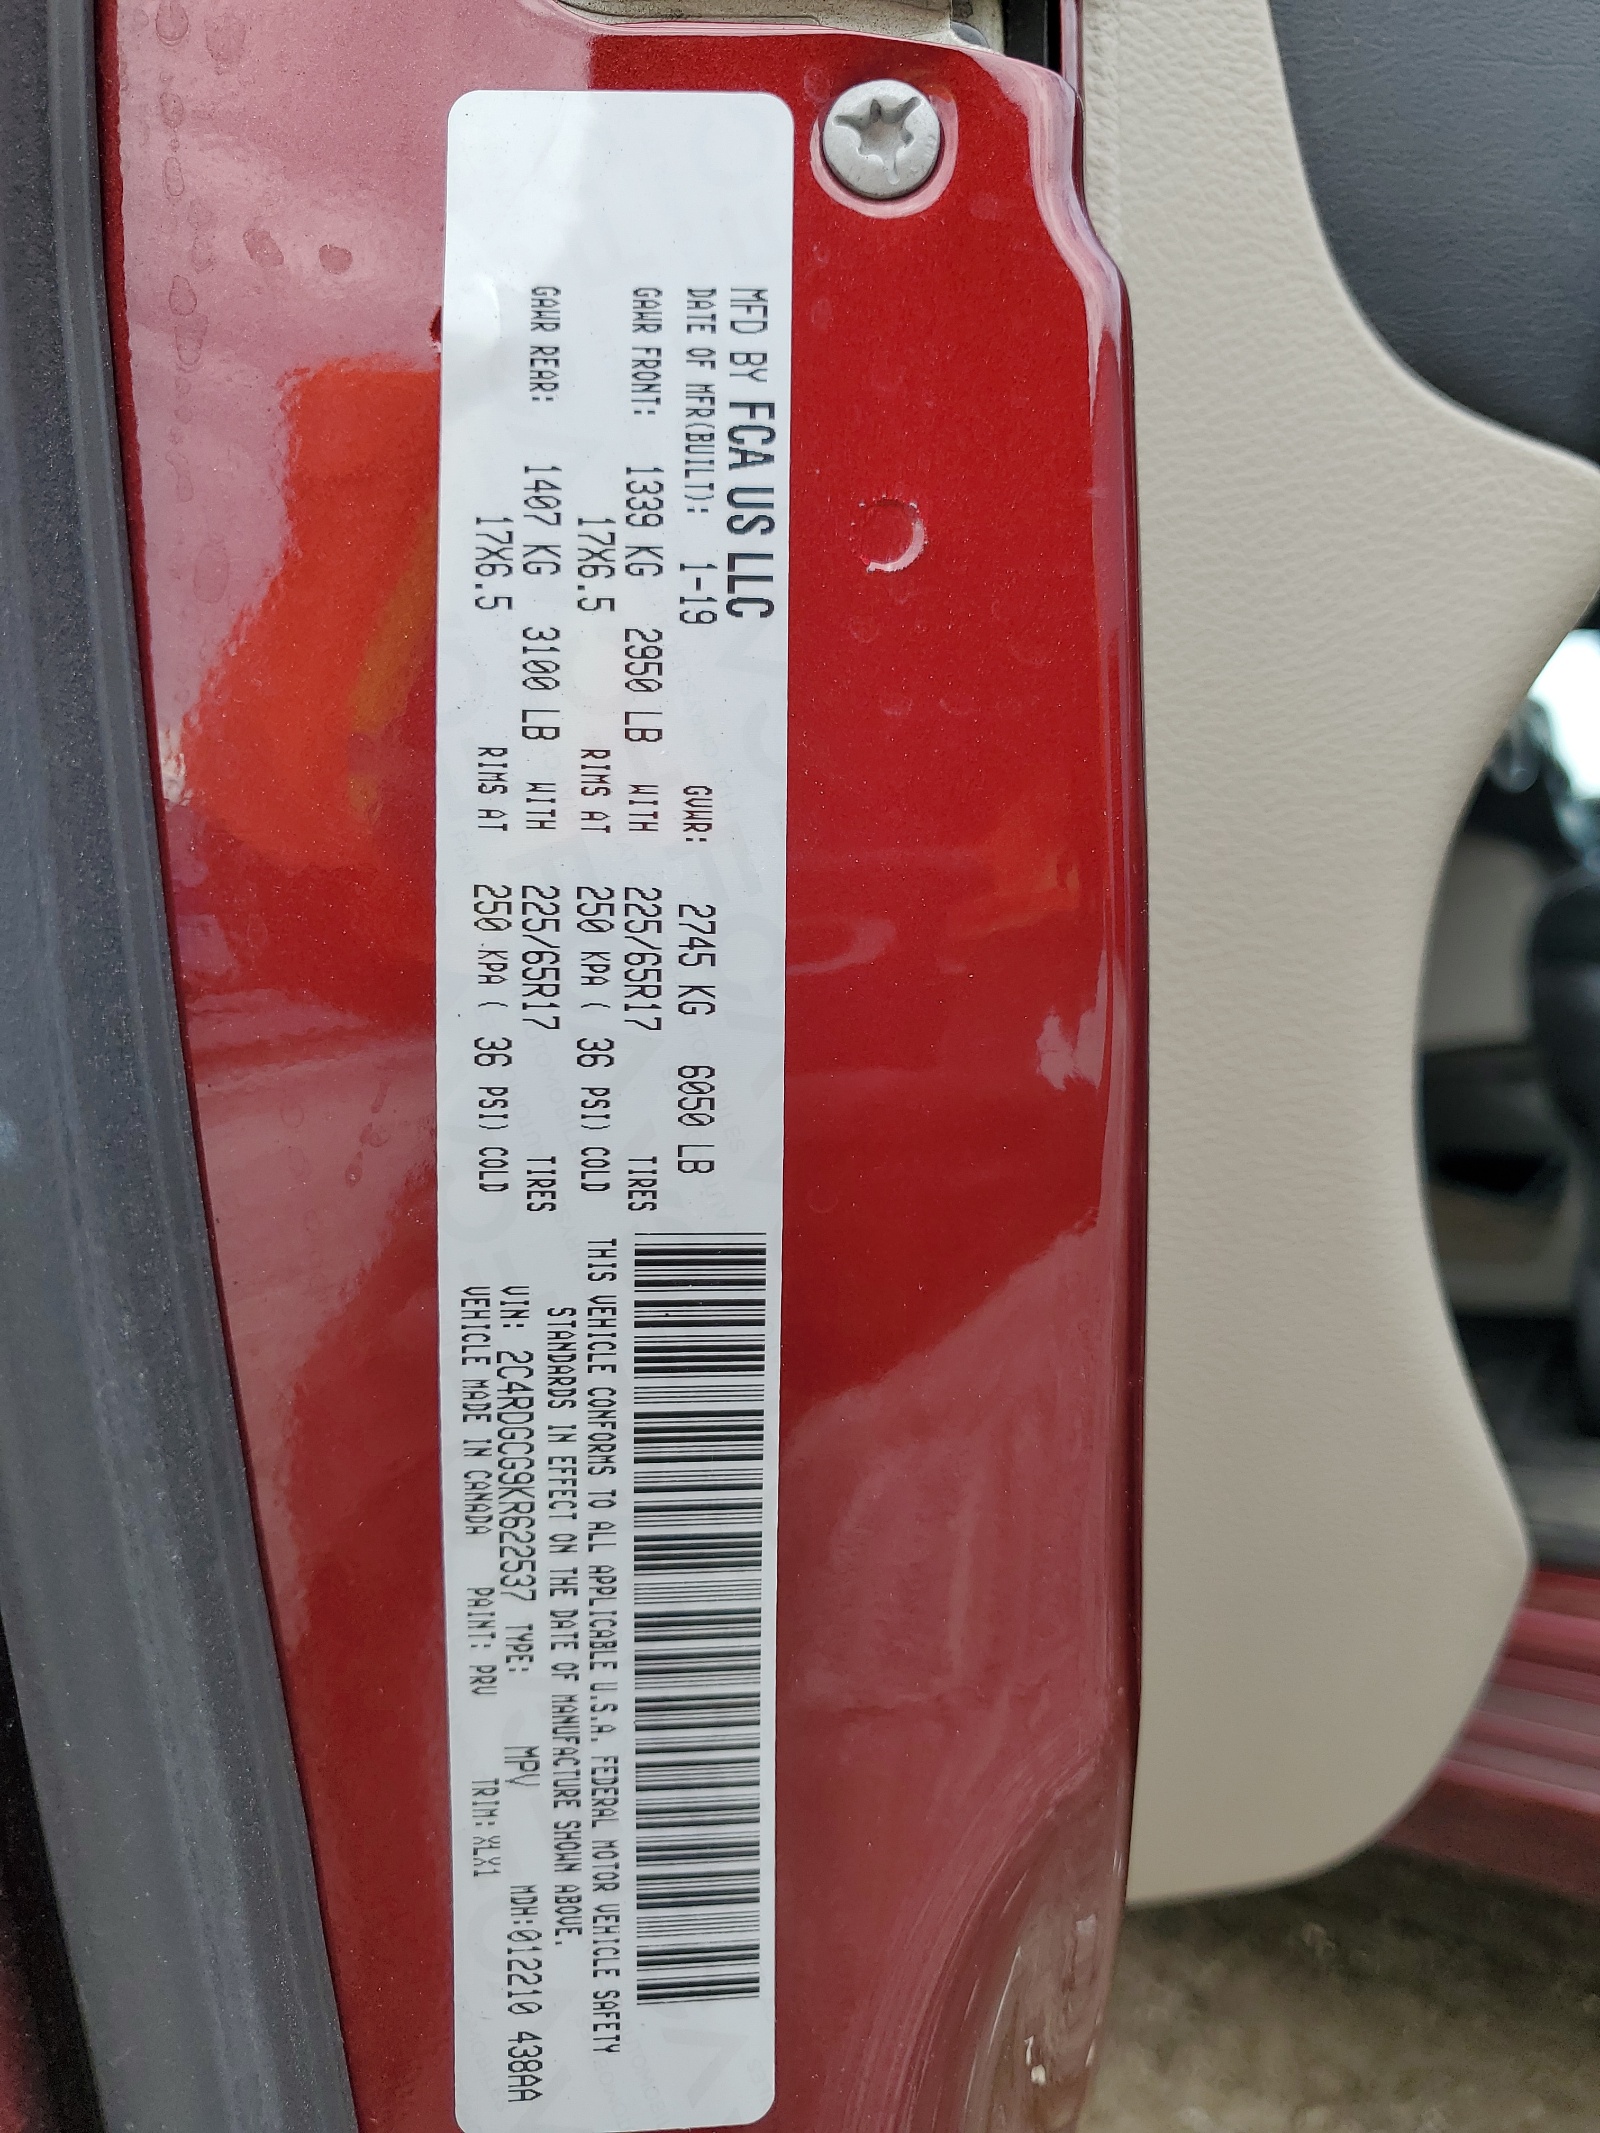 MFD BY FCA US LLC
DATE OF MFR(BUILT): 1-19 GVWR: 2745 KG 6050 LB
GAWR FRONT: 1339 KG 2950 LB WITH 225/65R17 TIRES
17X6.5 RIMS AT 250 KPA ( 36 PSI) COLD
GAWR REAR: 1407 KG 3100 LB WITH 225/65R17 TIRES
17X6.5 RIMS AT 250 KPA ( 36 PSI) COLD
THIS VEHICLE CONFORMS TO ALL APPLICABLE U.S.A. FEDERAL MOTOR VEHICLE SAFETY
STANDARDS IN EFFECT ON THE DATE OF MANUFACTURE SHOWN ABOVE.
VIN: 2C4RDGCG9KR622537 TYPE: MPV MDH:012210 438AA
VEHICLE MADE IN CANADA PAINT: PRV TRIM: XLX1